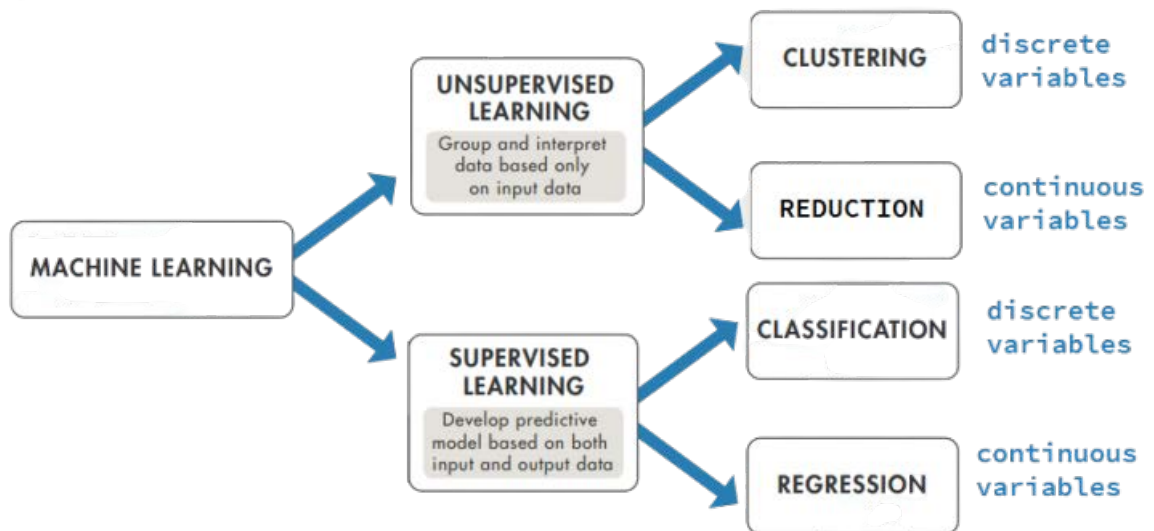 MACHINE LEARNING
UNSUPERVISED
LEARNING
Group and interpret
data based only
on input data
CLUSTERING
discrete
variables
REDUCTION
continuous
variables
SUPERVISED
LEARNING
Develop predictive
model based on both
input and output data
CLASSIFICATION
discrete
variables
REGRESSION
continuous
variables